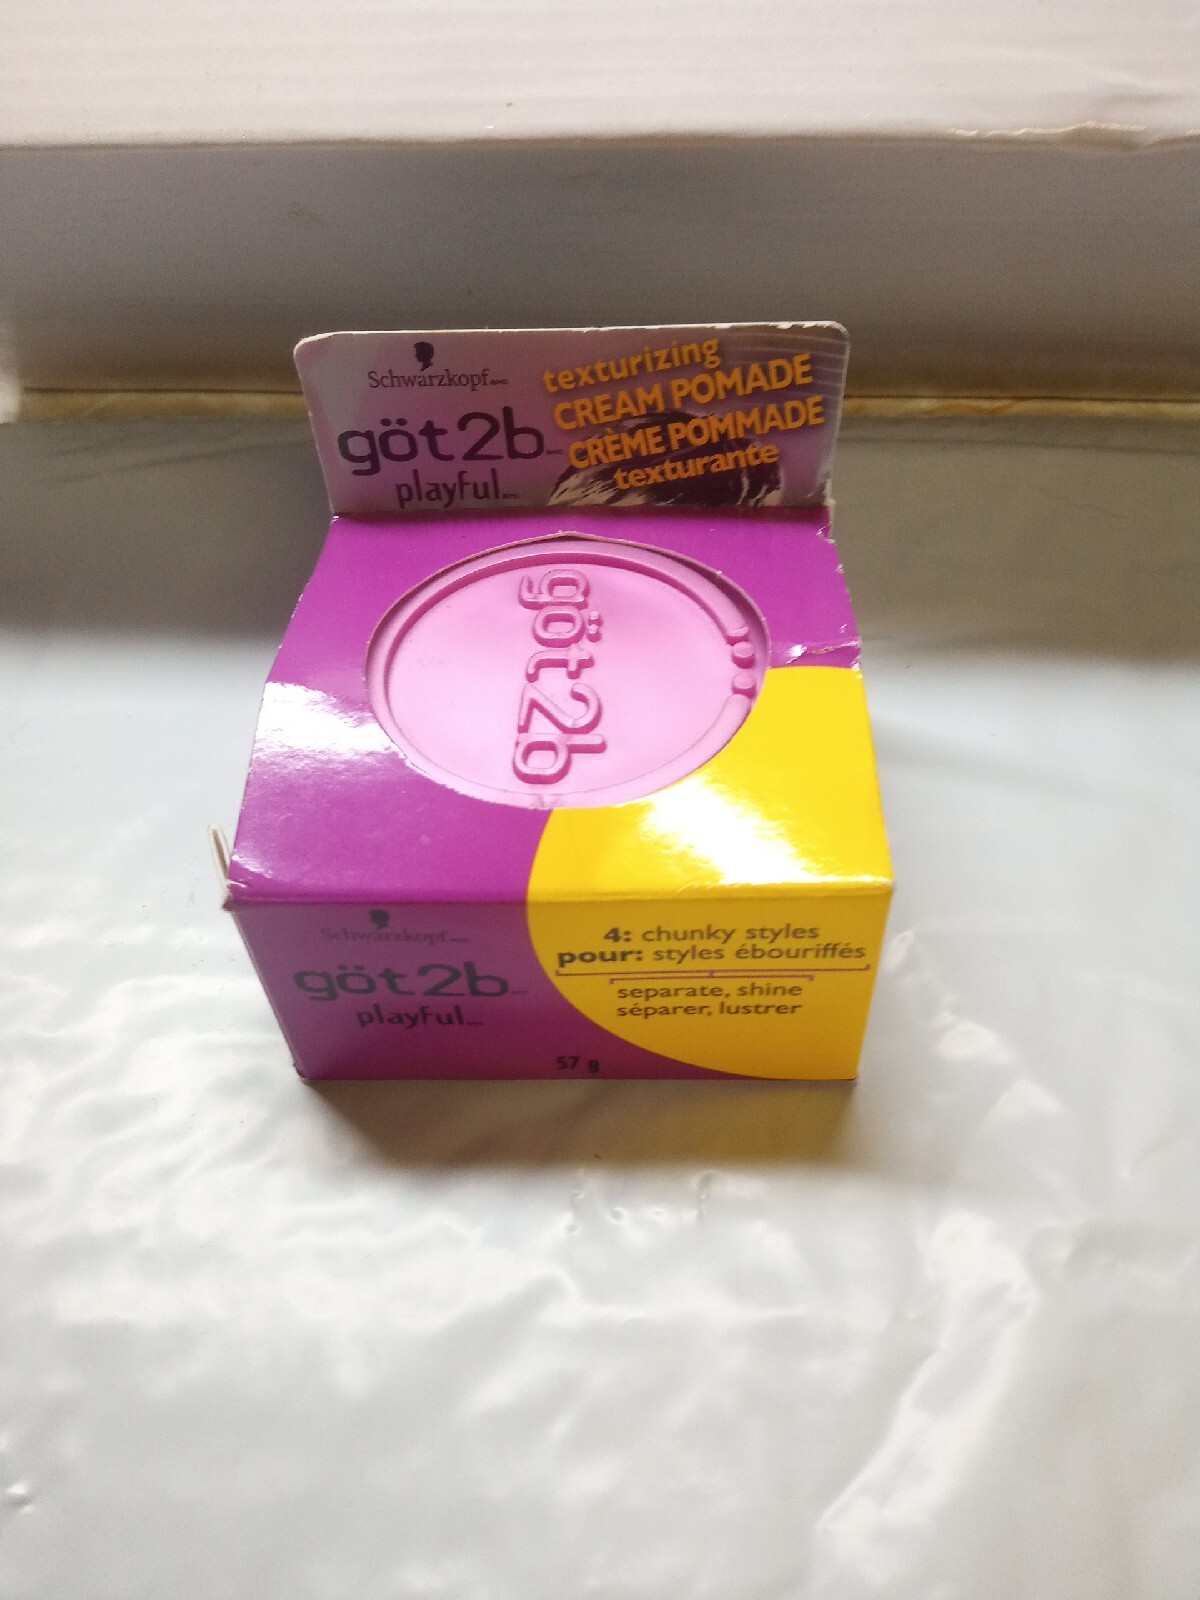 Schwarzkopf
göt2b
playful
texturizing
CREAM POMADE
CRÈME POMMADE
texturante
göt2b
Schwarzkopf
göt2b
playful
57 g
4: chunky styles
pour: styles ébouriffés
separate, shine
séparer, lustrer